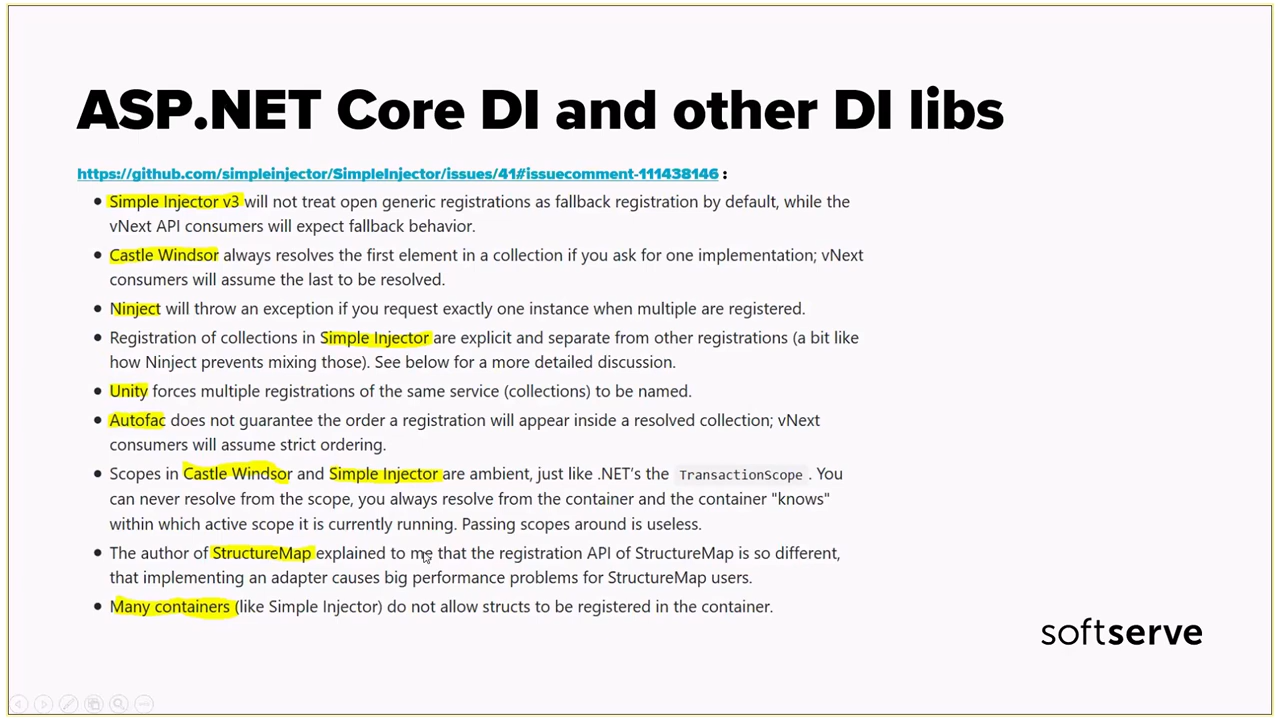 ASP.NET Core DI and other DI libs
https://github.com/simpleinjector/SimpleInjector/issues/41#issuecomment-111438146 :
• Simple Injector v3 will not treat open generic registrations as fallback registration by default, while the
vNext API consumers will expect fallback behavior.
• Castle Windsor always resolves the first element in a collection if you ask for one implementation; vNext
consumers will assume the last to be resolved.
• Ninject will throw an exception if you request exactly one instance when multiple are registered.
• Registration of collections in Simple Injector are explicit and separate from other registrations (a bit like
how Ninject prevents mixing those). See below for a more detailed discussion.
• Unity forces multiple registrations of the same service (collections) to be named.
• Autofac does not guarantee the order a registration will appear inside a resolved collection; vNext
consumers will assume strict ordering.
• Scopes in Castle Windsor and Simple Injector are ambient, just like .NET's the TransactionScope . You
can never resolve from the scope, you always resolve from the container and the container "knows"
within which active scope it is currently running. Passing scopes around is useless.
• The author of StructureMap explained to me that the registration API of StructureMap is so different,
that implementing an adapter causes big performance problems for StructureMap users.
• Many containers (like Simple Injector) do not allow structs to be registered in the container.
softserve